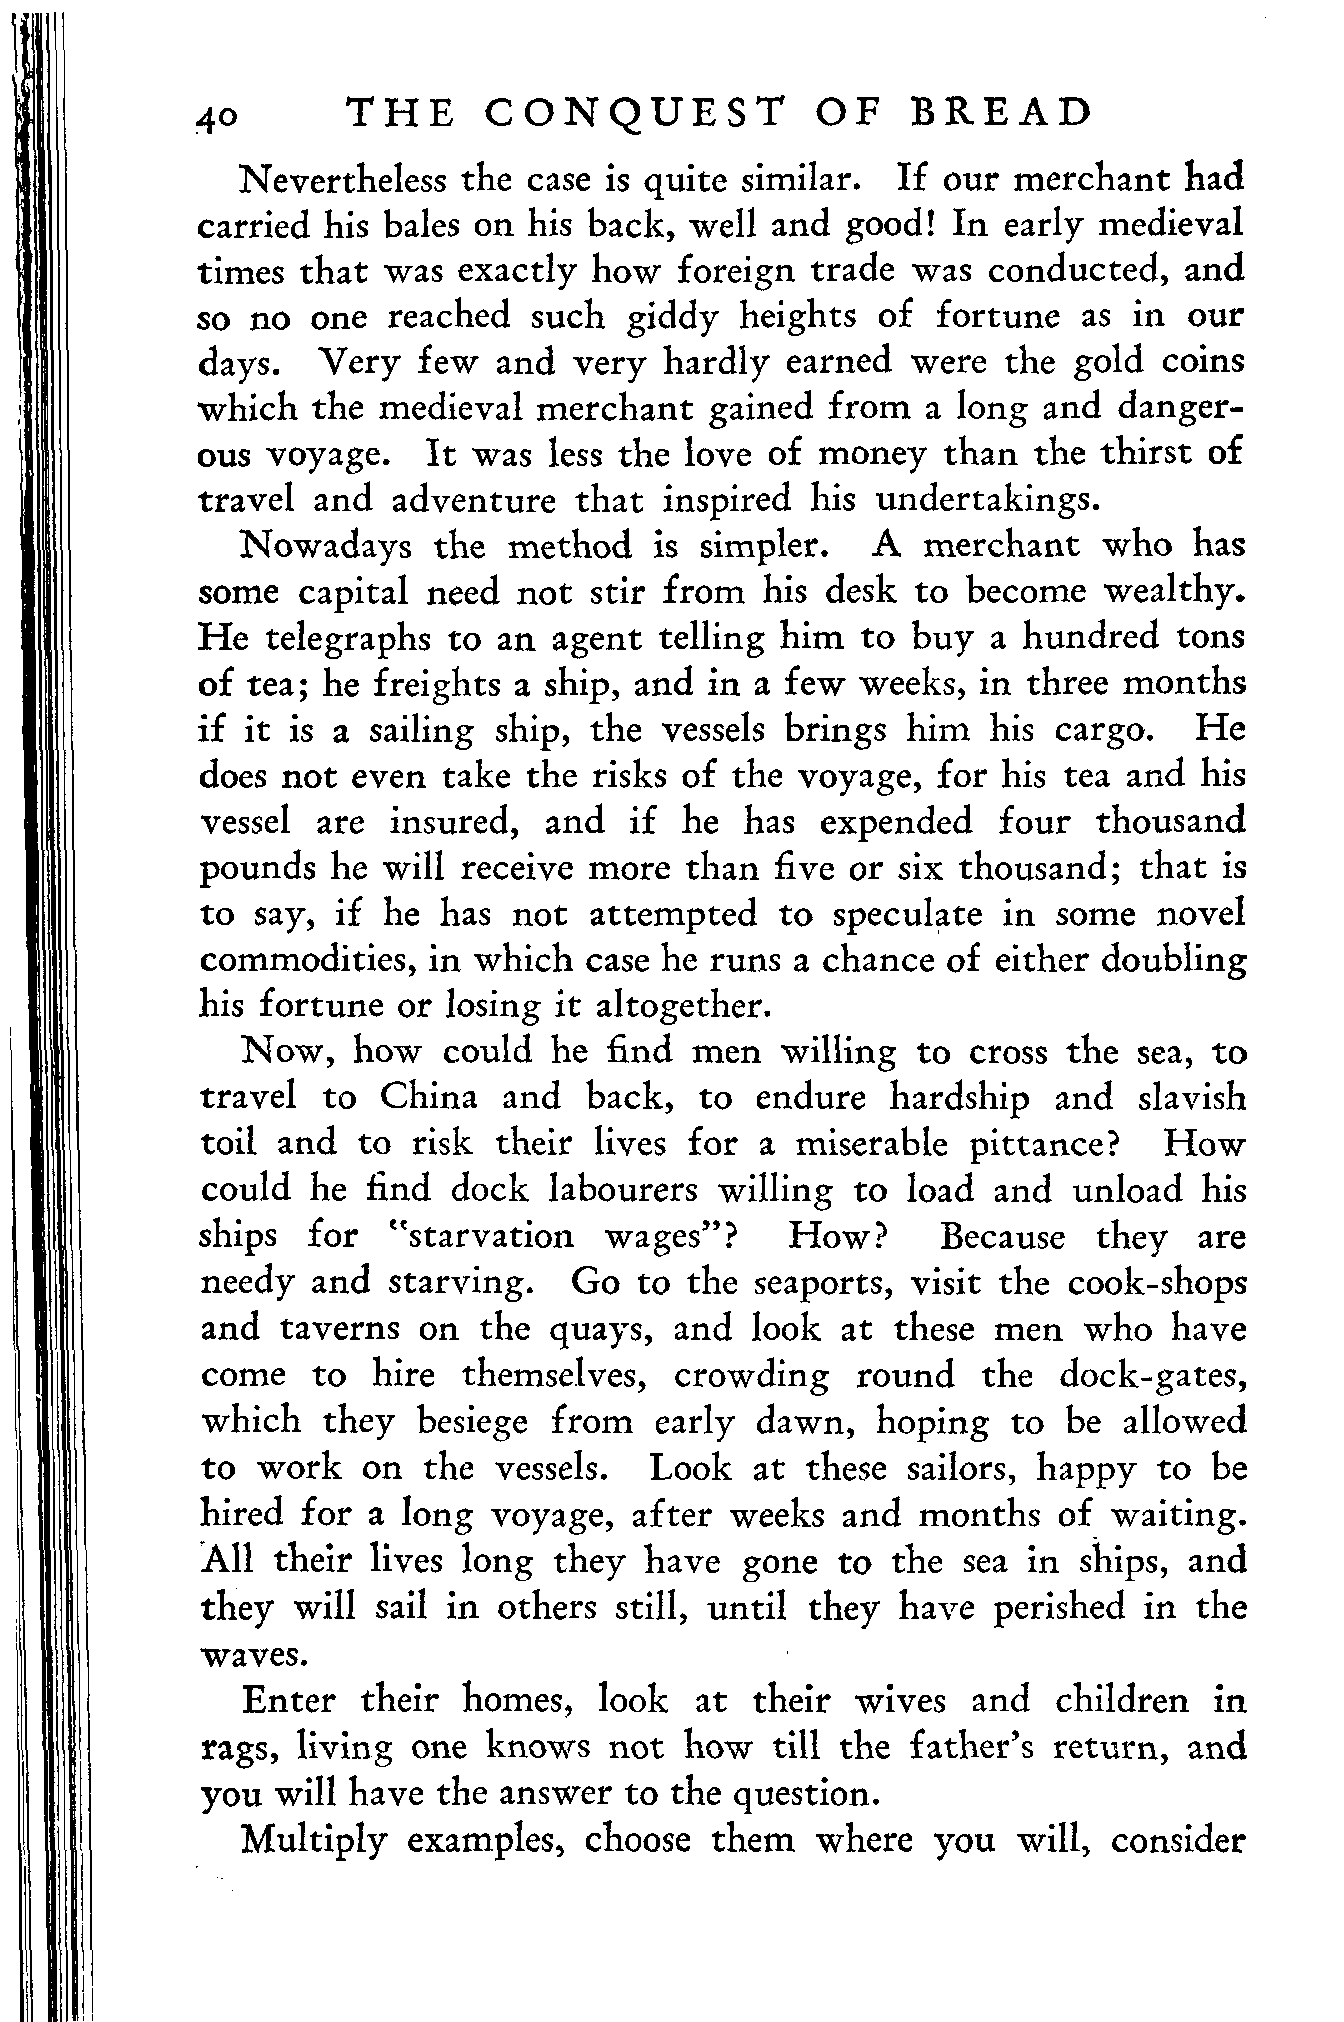 40 THE CONQUEST OF BREAD
Nevertheless the case is quite similar. If our merchant had
carried his bales on his back, well and good! In early medieval
times that was exactly how foreign trade was conducted, and
so no one reached such giddy heights of fortune as in our
days. Very few and very hardly earned were the gold coins
which the medieval merchant gained from a long and danger-
ous voyage. It was less the love of money than the thirst of
travel and adventure that inspired his undertakings.
Nowadays the method is simpler. A merchant who has
some capital need not stir from his desk to become wealthy.
He telegraphs to an agent telling him to buy a hundred tons
of tea; he freights a ship, and in a few weeks, in three months
if it is a sailing ship, the vessels brings him his cargo. He
does not even take the risks of the voyage, for his tea and his
vessel are insured, and if he has expended four thousand
pounds he will receive more than five or six thousand; that is
to say, if he has not attempted to speculate in some novel
commodities, in which case he runs a chance of either doubling
his fortune or losing it altogether.
Now, how could he find men willing to cross the sea, to
travel to China and back, to endure hardship and slavish
toil and to risk their lives for a miserable pittance? How
could he find dock labourers willing to load and unload his
ships for "starvation wages"? How? Because they are
needy and starving. Go to the seaports, visit the cook-shops
and taverns on the quays, and look at these men who have
come to hire themselves, crowding round the dock-gates,
which they besiege from early dawn, hoping to be allowed
to work on the vessels. Look at these sailors, happy to be
hired for a long voyage, after weeks and months of waiting.
All their lives long they have gone to the sea in ships, and
they will sail in others still, until they have perished in the
waves.
Enter their homes, look at their wives and children in
rags, living one knows not how till the father's return, and
you will have the answer to the question.
Multiply examples, choose them where you will, consider